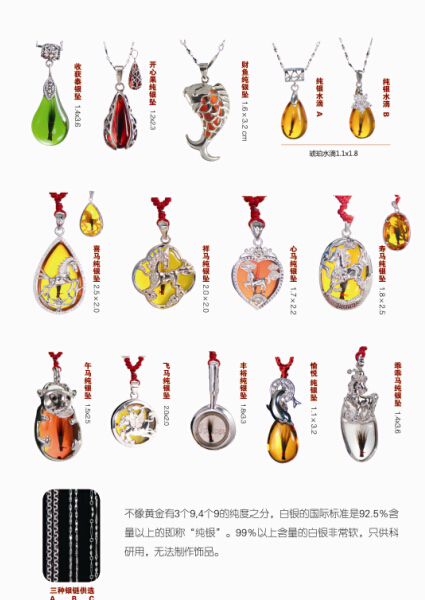 收获泰银坠 1.4x3.6
开心果纯银坠 1.2x2.3
财鱼纯银坠 1.6×3.2 cm
纯银水滴 A
纯银水滴 B
琥珀水滴1.1x1.8
喜马纯银坠 2.5×2.0
祥马纯银坠 2.0×2.0
心马纯银坠 1.7×2.2
寿马纯银坠 1.8×2.5
午马纯银坠 1.5x2.5
飞马纯银坠 2.0x2.0
丰裕纯银坠 1.8x3.3
愉悦 纯银坠 1.1×3.2
乖乖马纯银坠 1.4x3.6
不像黄金有3个9,4个9的纯度之分，白银的国际标准是92.5%含
量以上的即称“纯银”。99%以上含量的白银非常软，只供科
研用，无法制作饰品。
三种银链供选
A B C